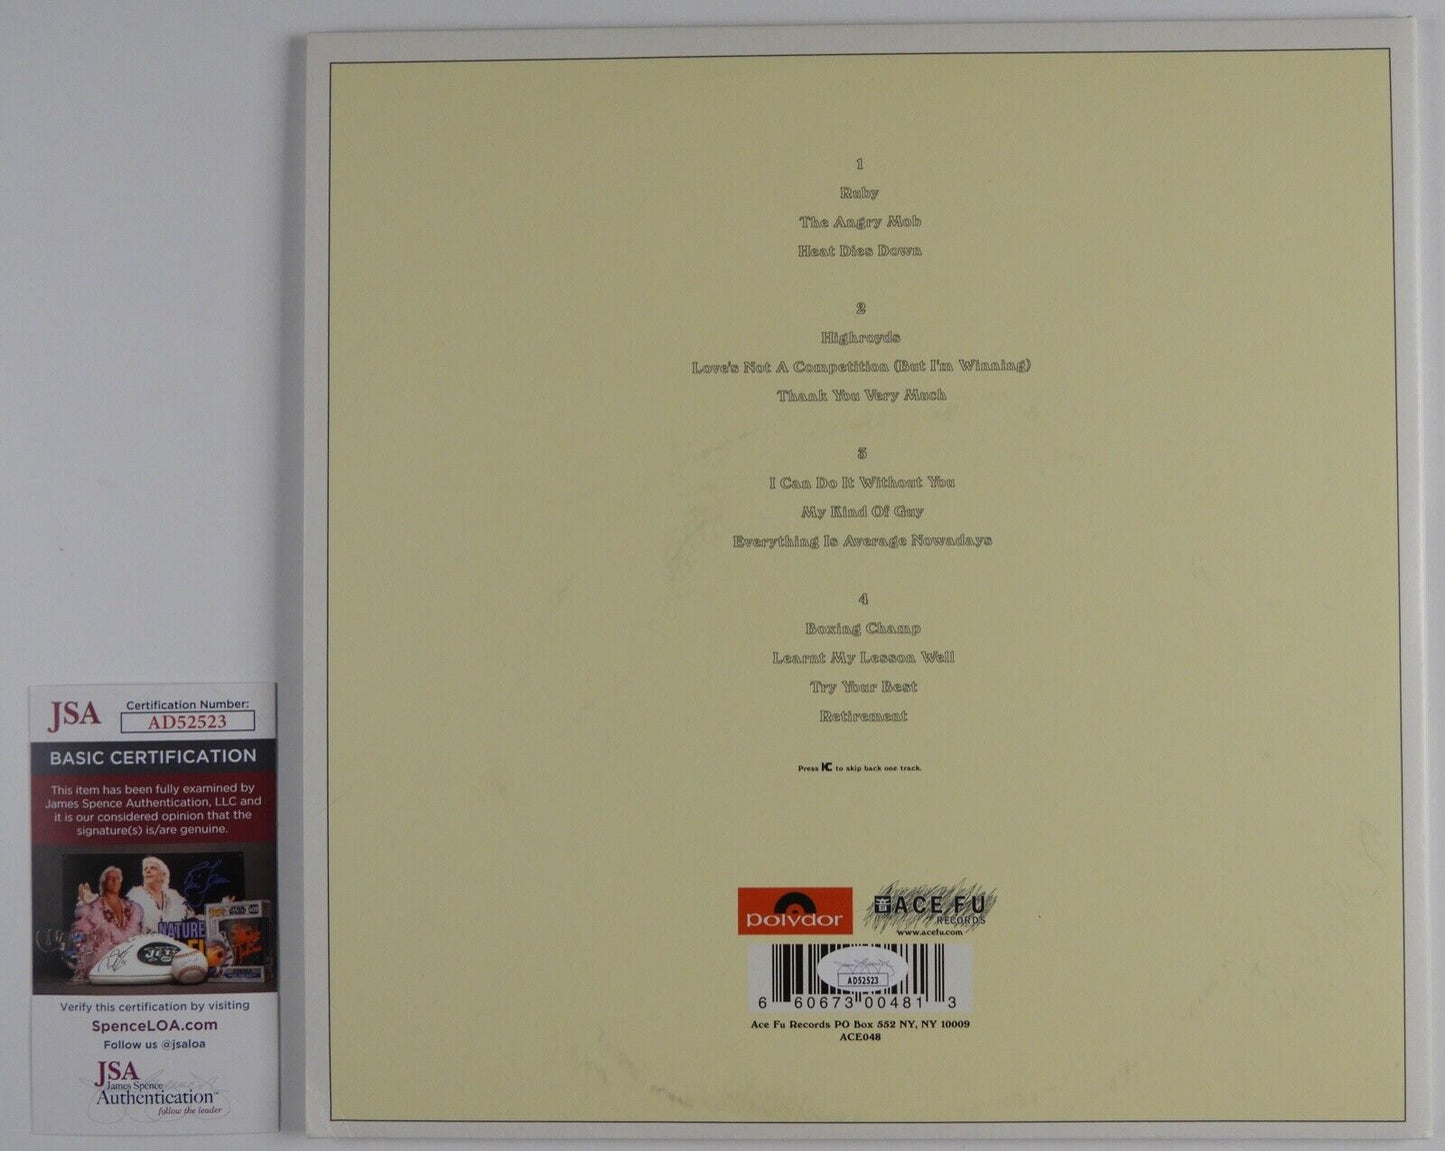 1
Ruby
The Angry Mob
Heat Dies Down
2
Highroyds
Love's Not A Competition (But I'm Winning)
Thank You Very Much
3
I Can Do It Without You
My Kind Of Guy
Everything Is Average Nowadays
4
Boxing Champ
Learnt My Lesson Well
Try Your Best
Retirement
Press KC to skip back one track.
polydor
ACE FU
RECORDS
www.acefu.com
AD52523
6 60673 00481 3
Ace Fu Records PO Box 552 NY, NY 10009
ACE048
JSA
Certification Number:
AD52523
BASIC CERTIFICATION
This item has been fully examined by
James Spence Authentication, LLC and
it is our considered opinion that the
signature(s) is/are genuine.
NATURE
JETS
Verify this certification by visiting
SpenceLOA.com
Follow us @jsaloa
JSA
James Spence
Authentication™
follow the leader